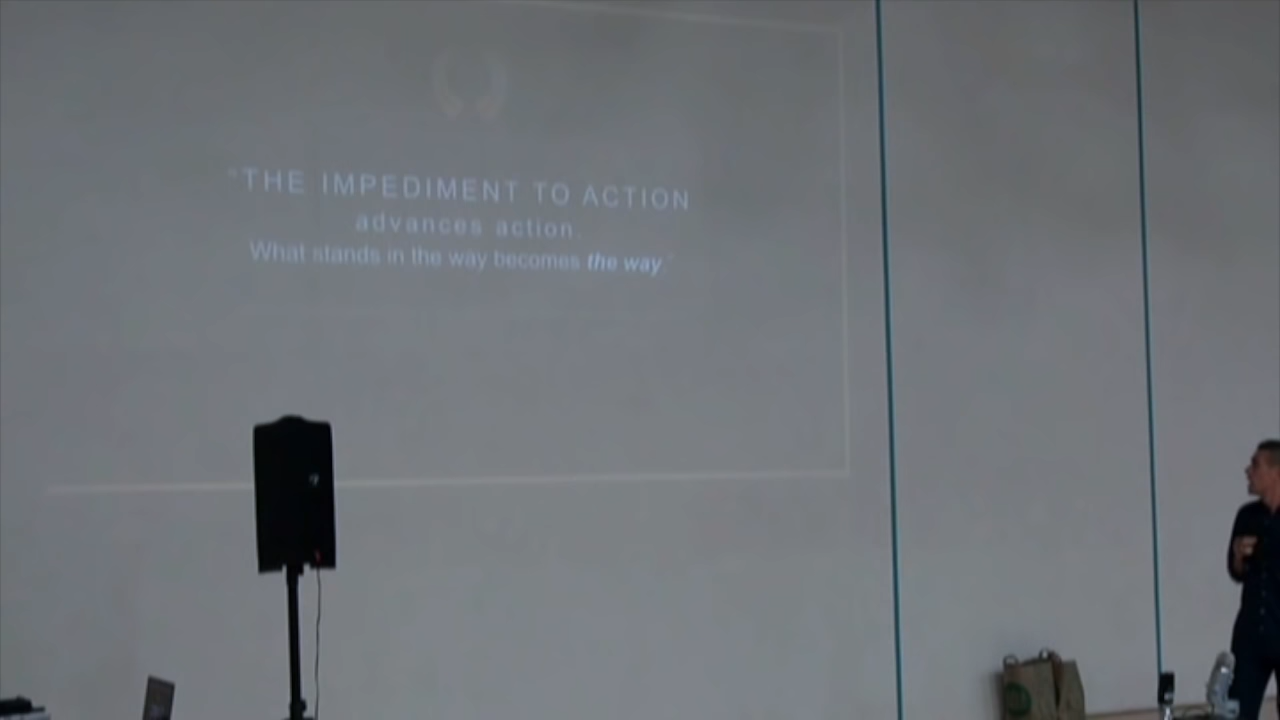 "THE IMPEDIMENT TO ACTION
advances action.
What stands in the way becomes the way."